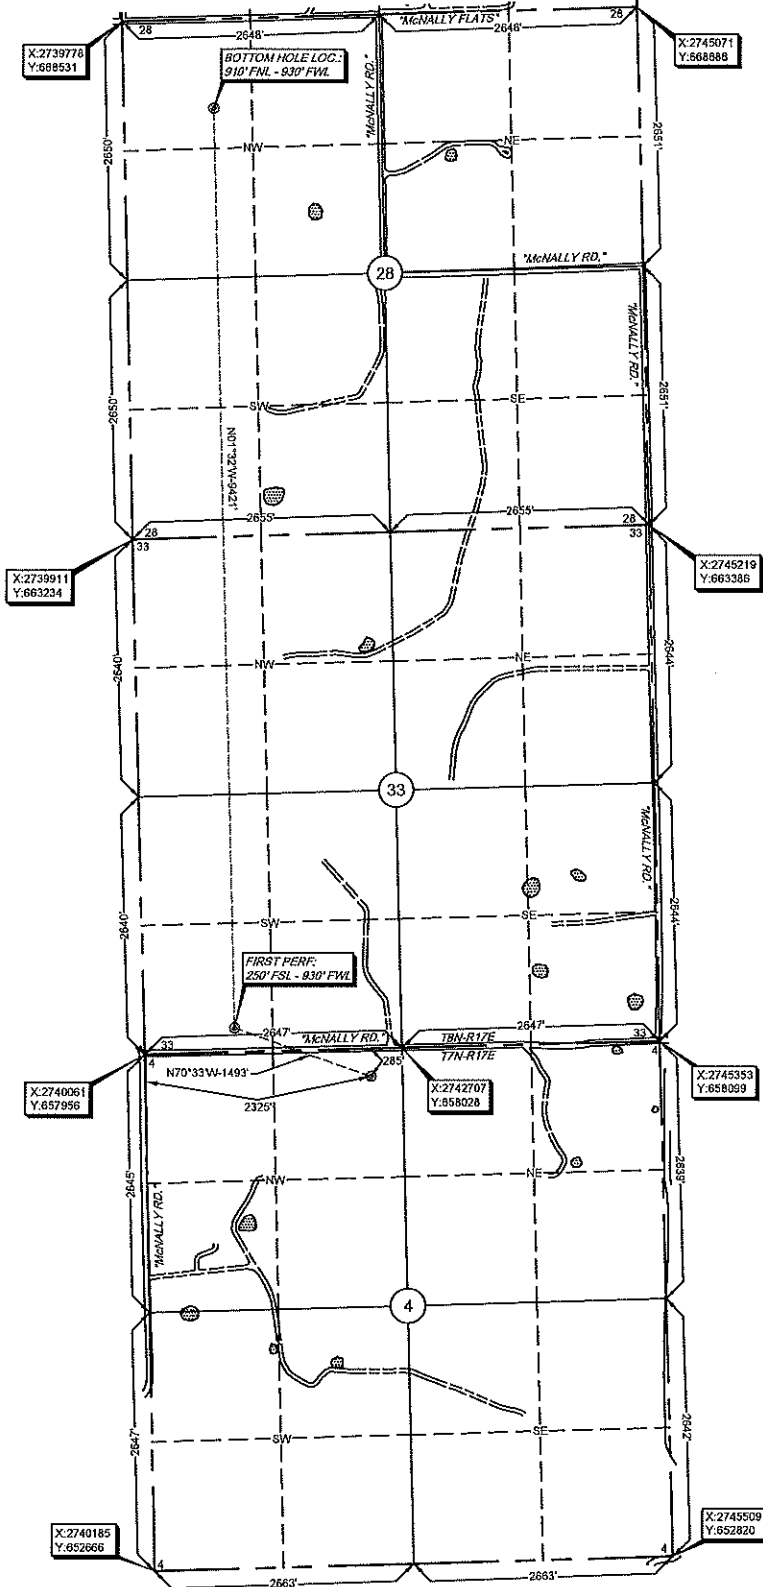 "McNALLY FLATS"
28
2648'
2646'
28
X:2739778
Y:668531
X:2745071
Y:668686
BOTTOM HOLE LOC.:
910' FNL - 930' FWL
"McNALLY RD."
NW
NE
2650'
2651'
"McNALLY RD."
28
"McNALLY RD."
2650'
SW
SE
2651'
N01°32'W-9421'
2655'
2655'
28
33
28
33
X:2739911
Y:663234
X:2745219
Y:663386
2640'
NW
NE
2644'
33
"McNALLY RD."
2640'
SW
SE
2644'
FIRST PERF:
250' FSL - 930' FWL
33
2647'
"McNALLY RD."
2647'
T8N-R17E
33
4
T7N-R17E
4
N70°33'W-1493'
285'
X:2740061
Y:657956
2325'
X:2742707
Y:658028
X:2745353
Y:658099
2645'
NW
NE
2639'
"McNALLY RD."
4
2647'
SW
SE
2642'
X:2740185
Y:652666
4
2663'
2663'
4
X:2745509
Y:652820